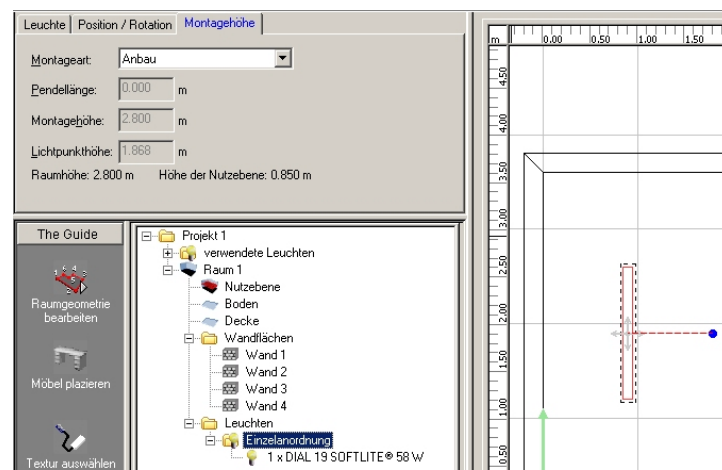 Leuchte Position / Rotation Montagehöhe
Montageart: Anbau
Pendellänge: 0.000 m
Montagehöhe: 2.800 m
Lichtpunkthöhe: 1.868 m
Raumhöhe: 2.800 m Höhe der Nutzebene: 0.850 m
The Guide
Raumgeometrie
bearbeiten
Möbel plazieren
Textur auswählen
Projekt 1
verwendete Leuchten
Raum 1
Nutzebene
Boden
Decke
Wandflächen
Wand 1
Wand 2
Wand 3
Wand 4
Leuchten
Einzelanordnung
1 x DIAL 19 SOFTLITE® 58 W
m 0.00 0.50 1.00 1.50
4.50
4.00
3.50
3.00
2.50
2.00
1.50
1.00
0.50